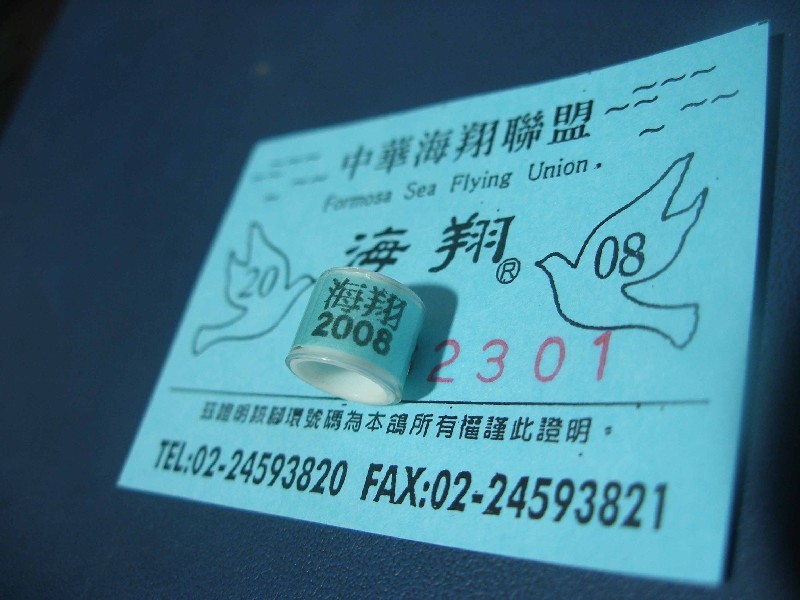 中華海翔聯盟
Formosa Sea Flying Union.
海翔®
20
08
海翔
2008
2301
茲證明該腳環號碼為本鴿所有權謹此證明。
TEL:02-24593820 FAX:02-24593821